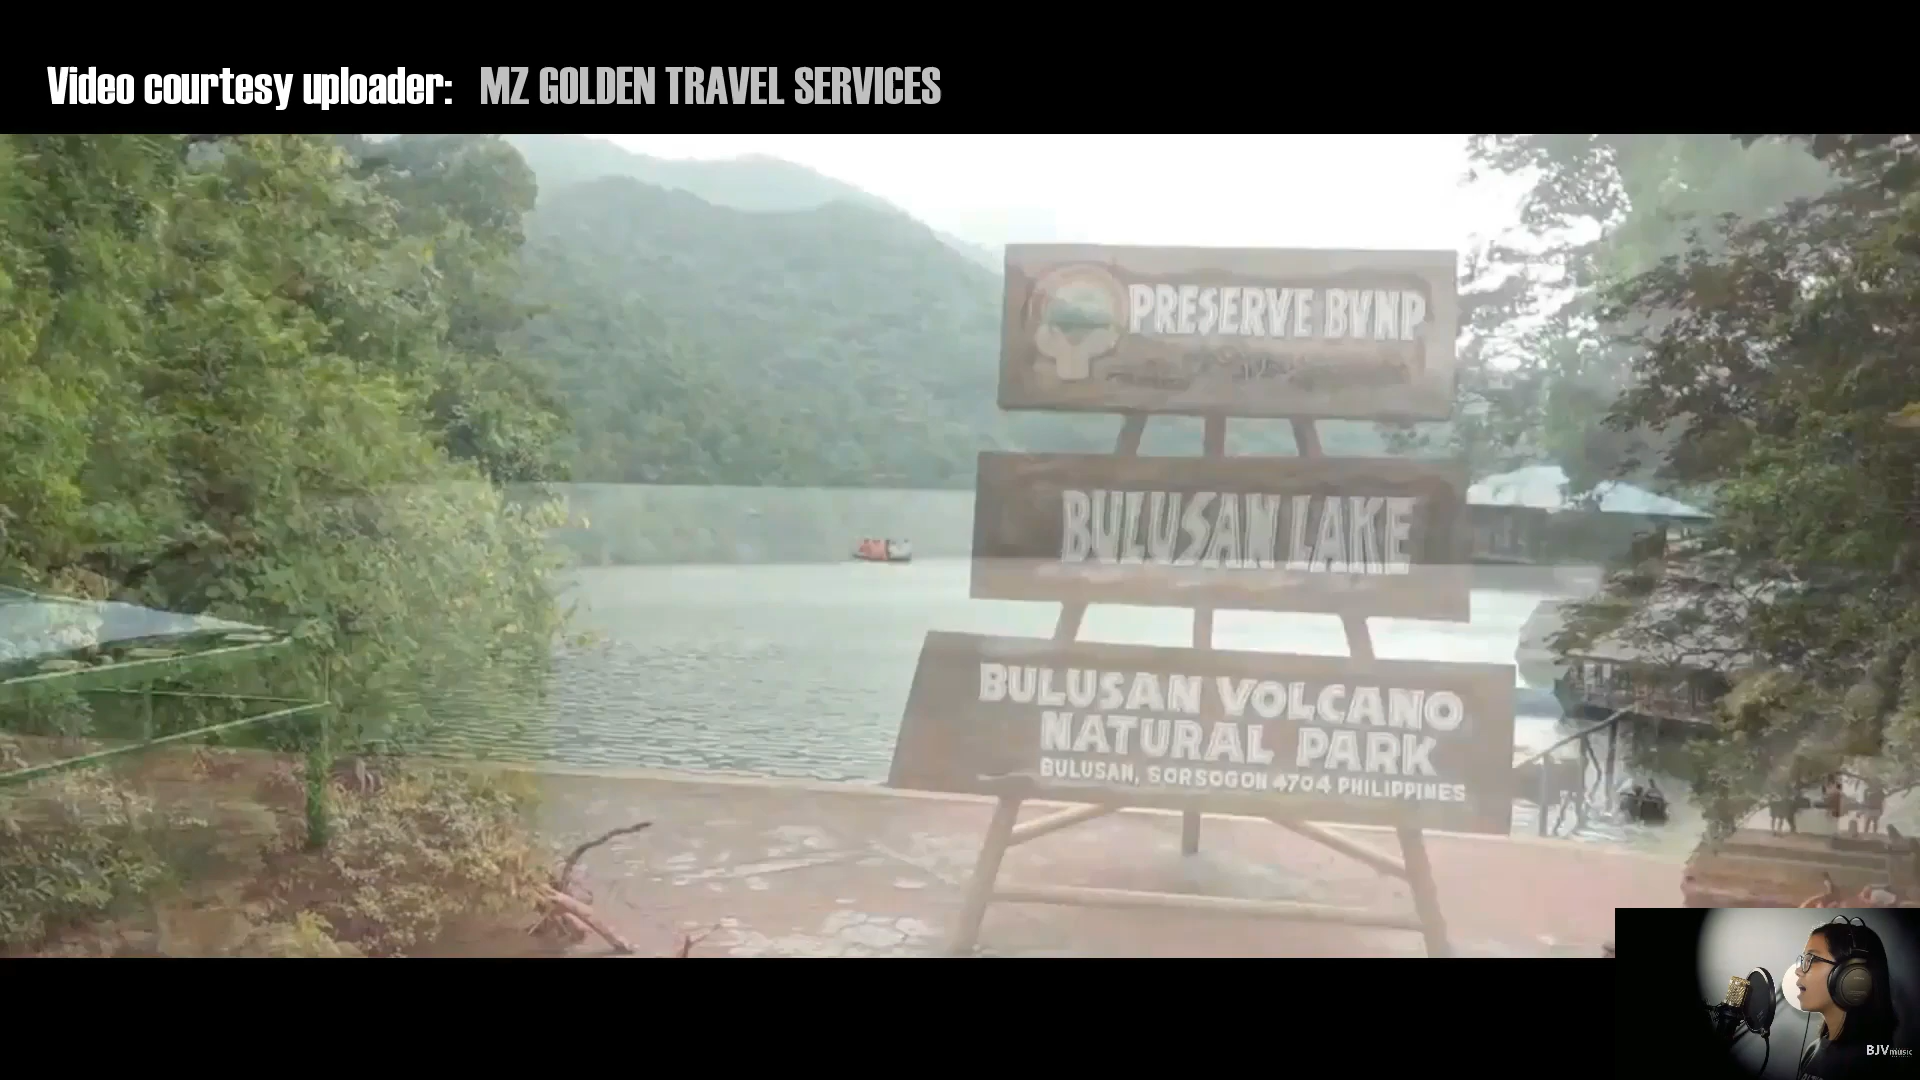 Video courtesy uploader: MZ GOLDEN TRAVEL SERVICES
PRESERVE BVNP
BULUSAN LAKE
BULUSAN VOLCANO
NATURAL PARK
BULUSAN, SORSOGON 4704 PHILIPPINES
BJV music